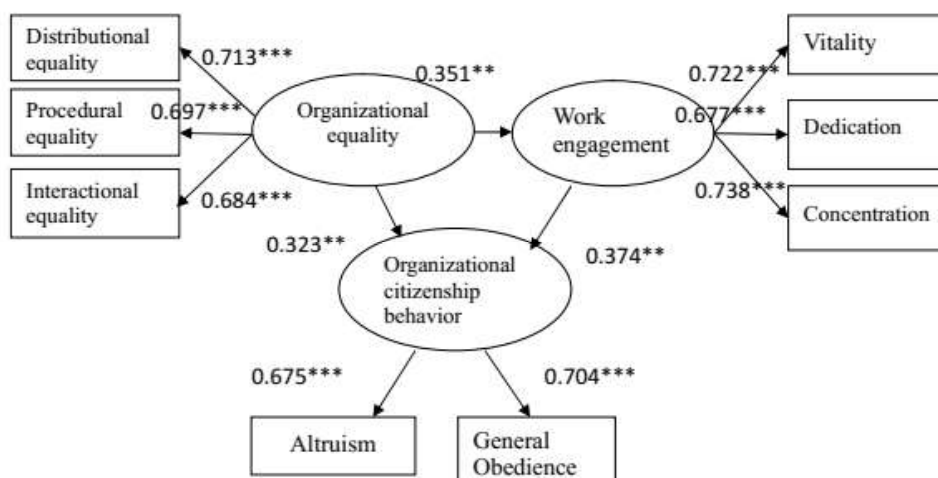 Distributional
equality
0.713***
0.351**
Vitality
0.722***
Procedural
equality
0.697***
Organizational
equality
Work
engagement
0.677***
Dedication
Interactional
equality
0.684***
0.738***
Concentration
0.323**
Organizational
citizenship
behavior
0.374**
0.675***
0.704***
Altruism
General
Obedience